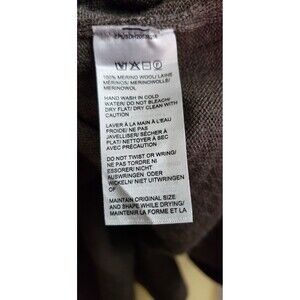 100% MERINO WOOL/ LAINE
MÉRINOS/ MERINOWOLLE/
MERINOWOL
HAND WASH IN COLD
WATER/ DO NOT BLEACH/
DRY FLAT/ DRY CLEAN WITH
CAUTION
LAVER À LA MAIN À L'EAU
FROIDE/ NE PAS
JAVELLISER/ SÉCHER À
PLAT/ NETTOYER À SEC
AVEC PRÉCAUTION
DO NOT TWIST OR WRING/
NE PAS TORDRE NI
ESSORER/ NICHT
AUSWRINGEN ODER
WICKELN/ NIET UITWRINGEN
OF
MAINTAIN ORIGINAL SIZE
AND SHAPE WHILE DRYING/
MAINTENIR LA FORME ET LA